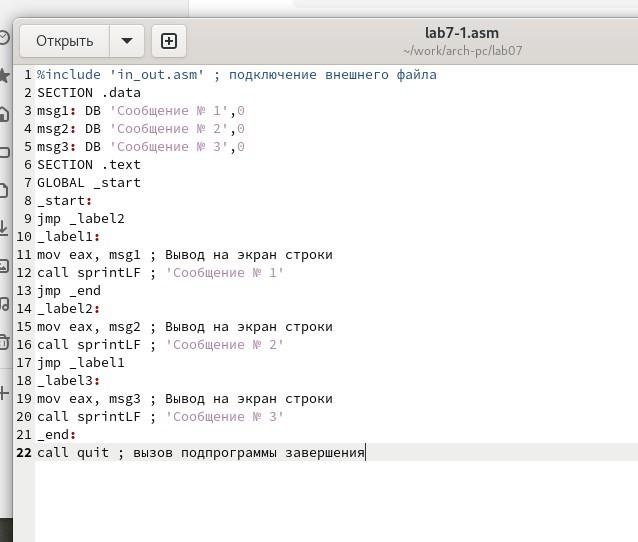 Открыть
lab7-1.asm
~/work/arch-pc/lab07
1 %include 'in_out.asm' ; подключение внешнего файла
2 SECTION .data
3 msg1: DB 'Сообщение № 1',0
4 msg2: DB 'Сообщение № 2',0
5 msg3: DB 'Сообщение № 3',0
6 SECTION .text
7 GLOBAL _start
8 _start:
9 jmp _label2
10 _label1:
11 mov eax, msg1 ; Вывод на экран строки
12 call sprintLF ; 'Сообщение № 1'
13 jmp _end
14 _label2:
15 mov eax, msg2 ; Вывод на экран строки
16 call sprintLF ; 'Сообщение № 2'
17 jmp _label1
18 _label3:
19 mov eax, msg3 ; Вывод на экран строки
20 call sprintLF ; 'Сообщение № 3'
21 _end:
22 call quit ; вызов подпрограммы завершения